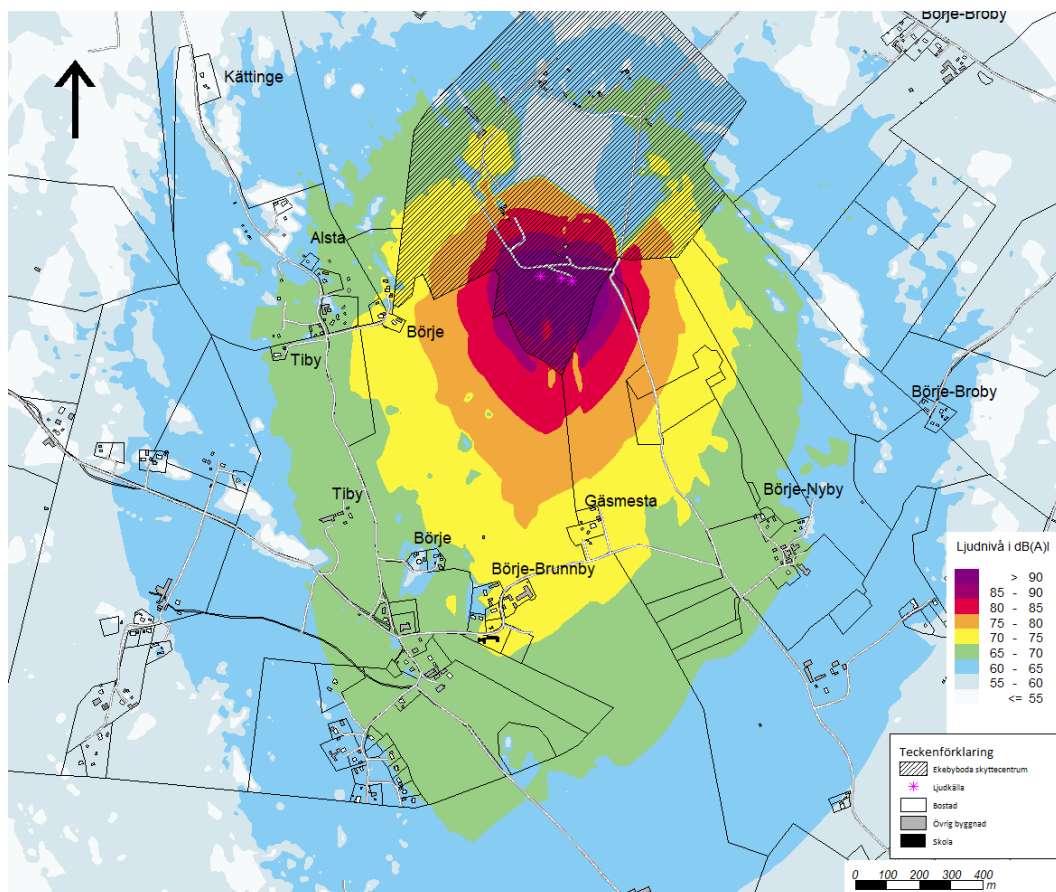 Börje-Broby
Kättinge
Alsta
Börje
Tiby
Börje-Broby
Tiby
Gäsmesta
Börje-Nyby
Börje
Börje-Brunnby
Ljudnivå i dB(A)I
> 90
85 - 90
80 - 85
75 - 80
70 - 75
65 - 70
60 - 65
55 - 60
<= 55
Teckenförklaring
Ekebyboda skyttecentrum
Ljudkälla
Bostad
Övrig byggnad
Skola
0 100 200 300 400
m